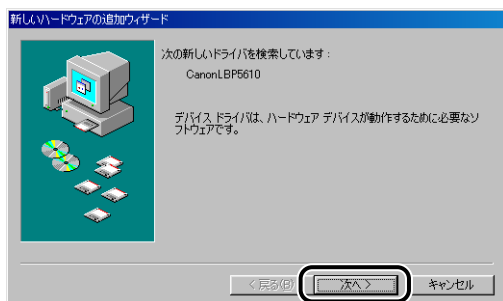 新しいハードウェアの追加ウィザード
次の新しいドライバを検索しています：
CanonLBP5610
デバイス ドライバは、ハードウェア デバイスが動作するために必要なソ
フトウェアです。
< 戻る(B)
次へ >
キャンセル